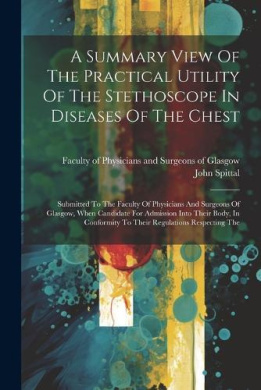 A Summary View Of
The Practical Utility
Of The Stethoscope In
Diseases Of The Chest
Faculty of Physicians and Surgeons of Glasgow,
John Spittal
Submitted To The Faculty Of Physicians And Surgeons Of
Glasgow, When Candidate For Admission Into Their Body, In
Conformity To Their Regulations Respecting The